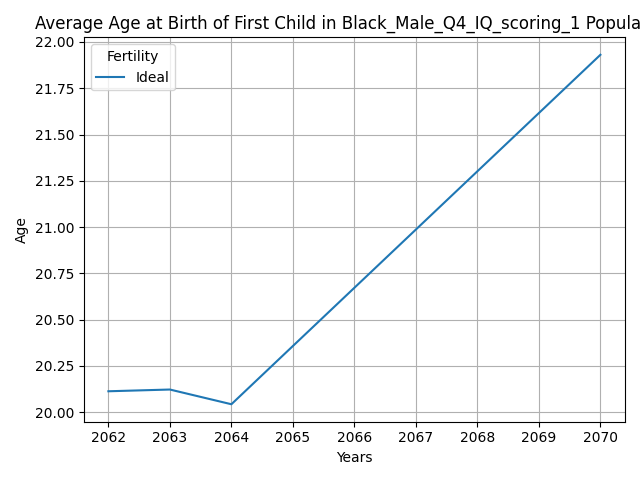 Average Age at Birth of First Child in Black_Male_Q4_IQ_scoring_1 Popula
22.00
21.75
21.50
21.25
21.00
20.75
20.50
20.25
20.00
Age
Fertility
Ideal
2062 2063 2064 2065 2066 2067 2068 2069 2070
Years